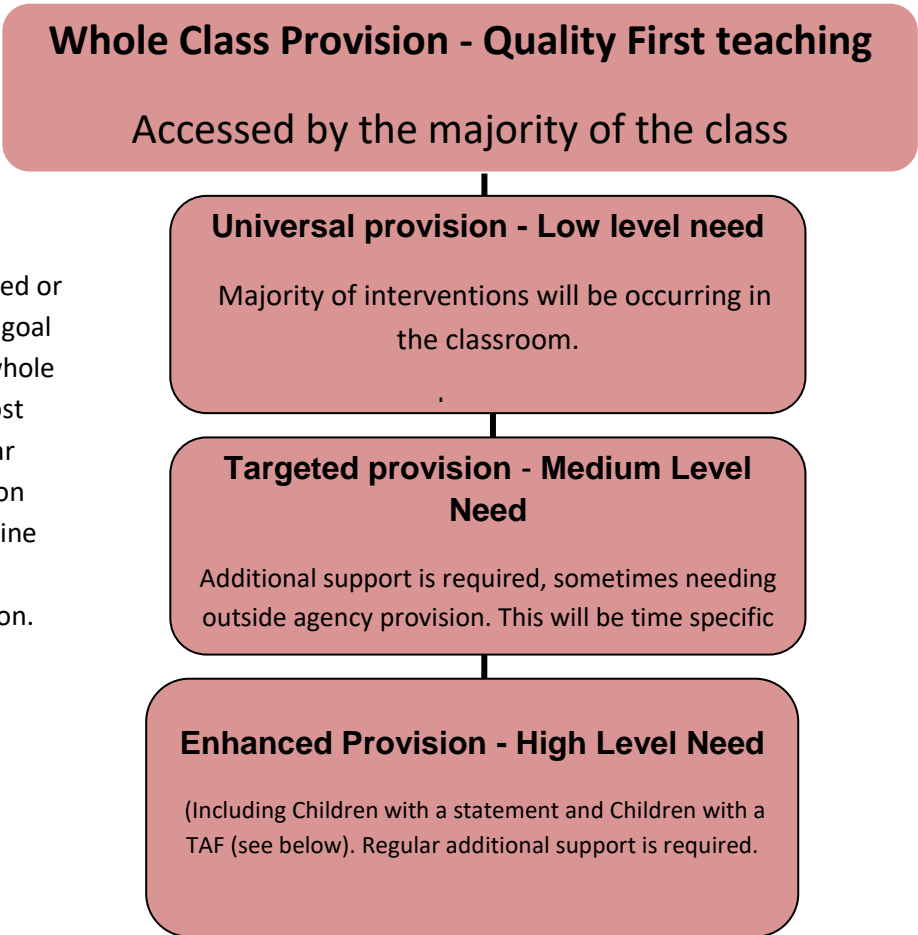 Whole Class Provision - Quality First teaching
Accessed by the majority of the class
Universal provision - Low level need
Majority of interventions will be occurring in
the classroom.
.
ed or
goal
whole
ost
ar
on
ine
on.
Targeted provision - Medium Level
Need
Additional support is required, sometimes needing
outside agency provision. This will be time specific
Enhanced Provision - High Level Need
(Including Children with a statement and Children with a
TAF (see below). Regular additional support is required.